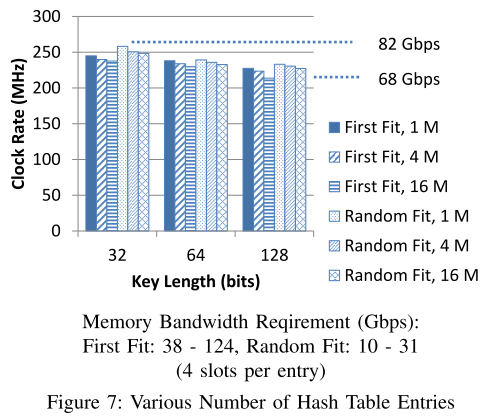 300
250
200
150
100
50
0
Clock Rate (MHz)
32
64
128
Key Length (bits)
82 Gbps
68 Gbps
First Fit, 1 M
First Fit, 4 M
First Fit, 16 M
Random Fit, 1 M
Random Fit, 4 M
Random Fit, 16 M
Memory Bandwidth Reqirement (Gbps):
First Fit: 38 - 124, Random Fit: 10 - 31
(4 slots per entry)
Figure 7: Various Number of Hash Table Entries